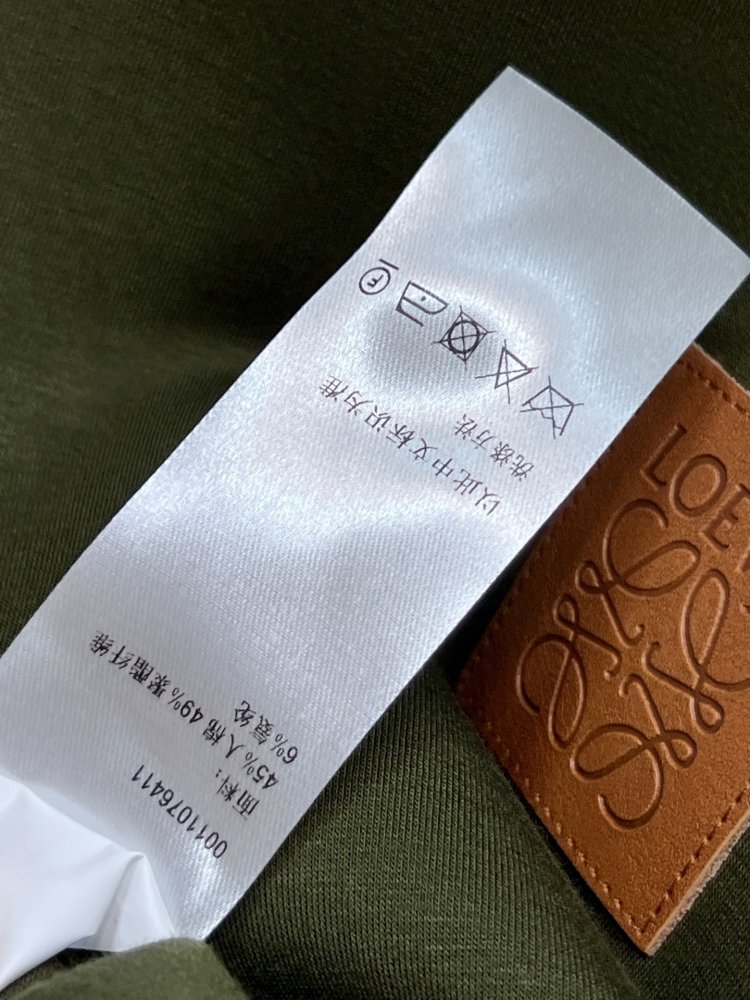 0011076411
面料：
45%人棉 49%聚酯纤维
6%氨纶
以此中文标识为准
洗涤方法
F
LOEW